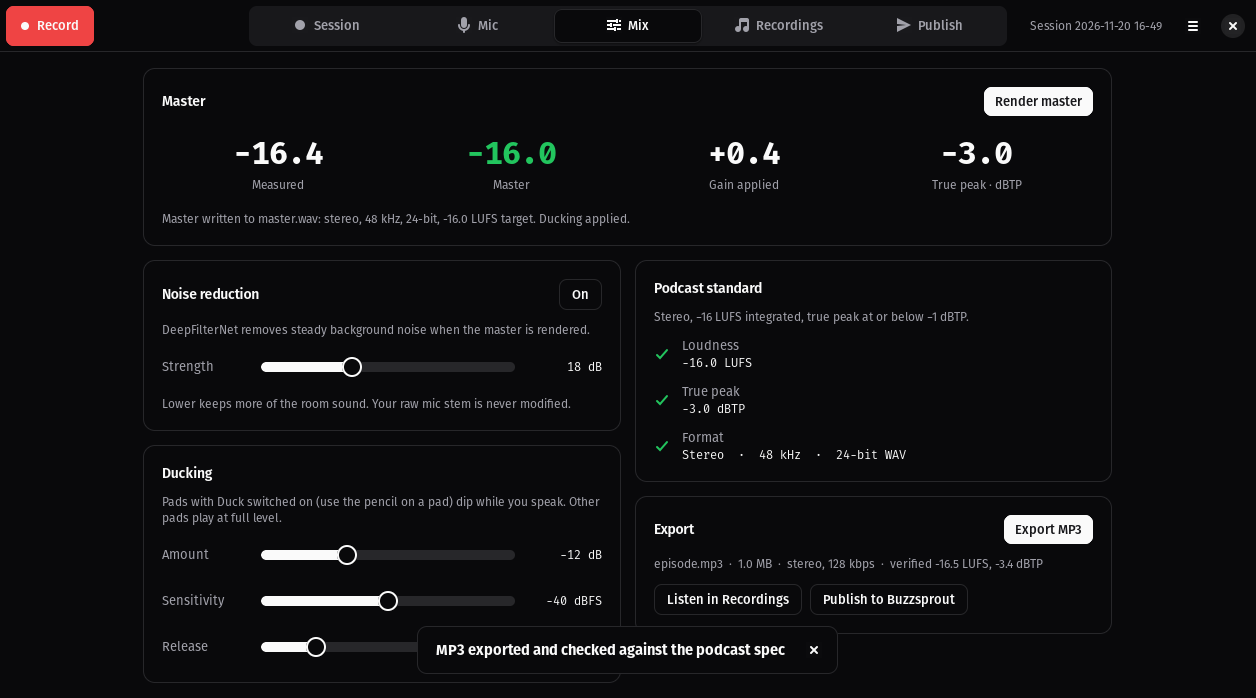 Record
Session
Mic
Mix
Recordings
Publish
Session 2026-11-20 16-49
Master
Render master
-16.4
-16.0
+0.4
-3.0
Measured
Master
Gain applied
True peak · dBTP
Master written to master.wav: stereo, 48 kHz, 24-bit, -16.0 LUFS target. Ducking applied.
Noise reduction
On
DeepFilterNet removes steady background noise when the master is rendered.
Strength
18 dB
Lower keeps more of the room sound. Your raw mic stem is never modified.
Ducking
Pads with Duck switched on (use the pencil on a pad) dip while you speak. Other
pads play at full level.
Amount
-12 dB
Sensitivity
-40 dBFS
Release
Podcast standard
Stereo, -16 LUFS integrated, true peak at or below -1 dBTP.
Loudness
-16.0 LUFS
True peak
-3.0 dBTP
Format
Stereo · 48 kHz · 24-bit WAV
Export
Export MP3
episode.mp3 · 1.0 MB · stereo, 128 kbps · verified -16.5 LUFS, -3.4 dBTP
Listen in Recordings
Publish to Buzzsprout
MP3 exported and checked against the podcast spec